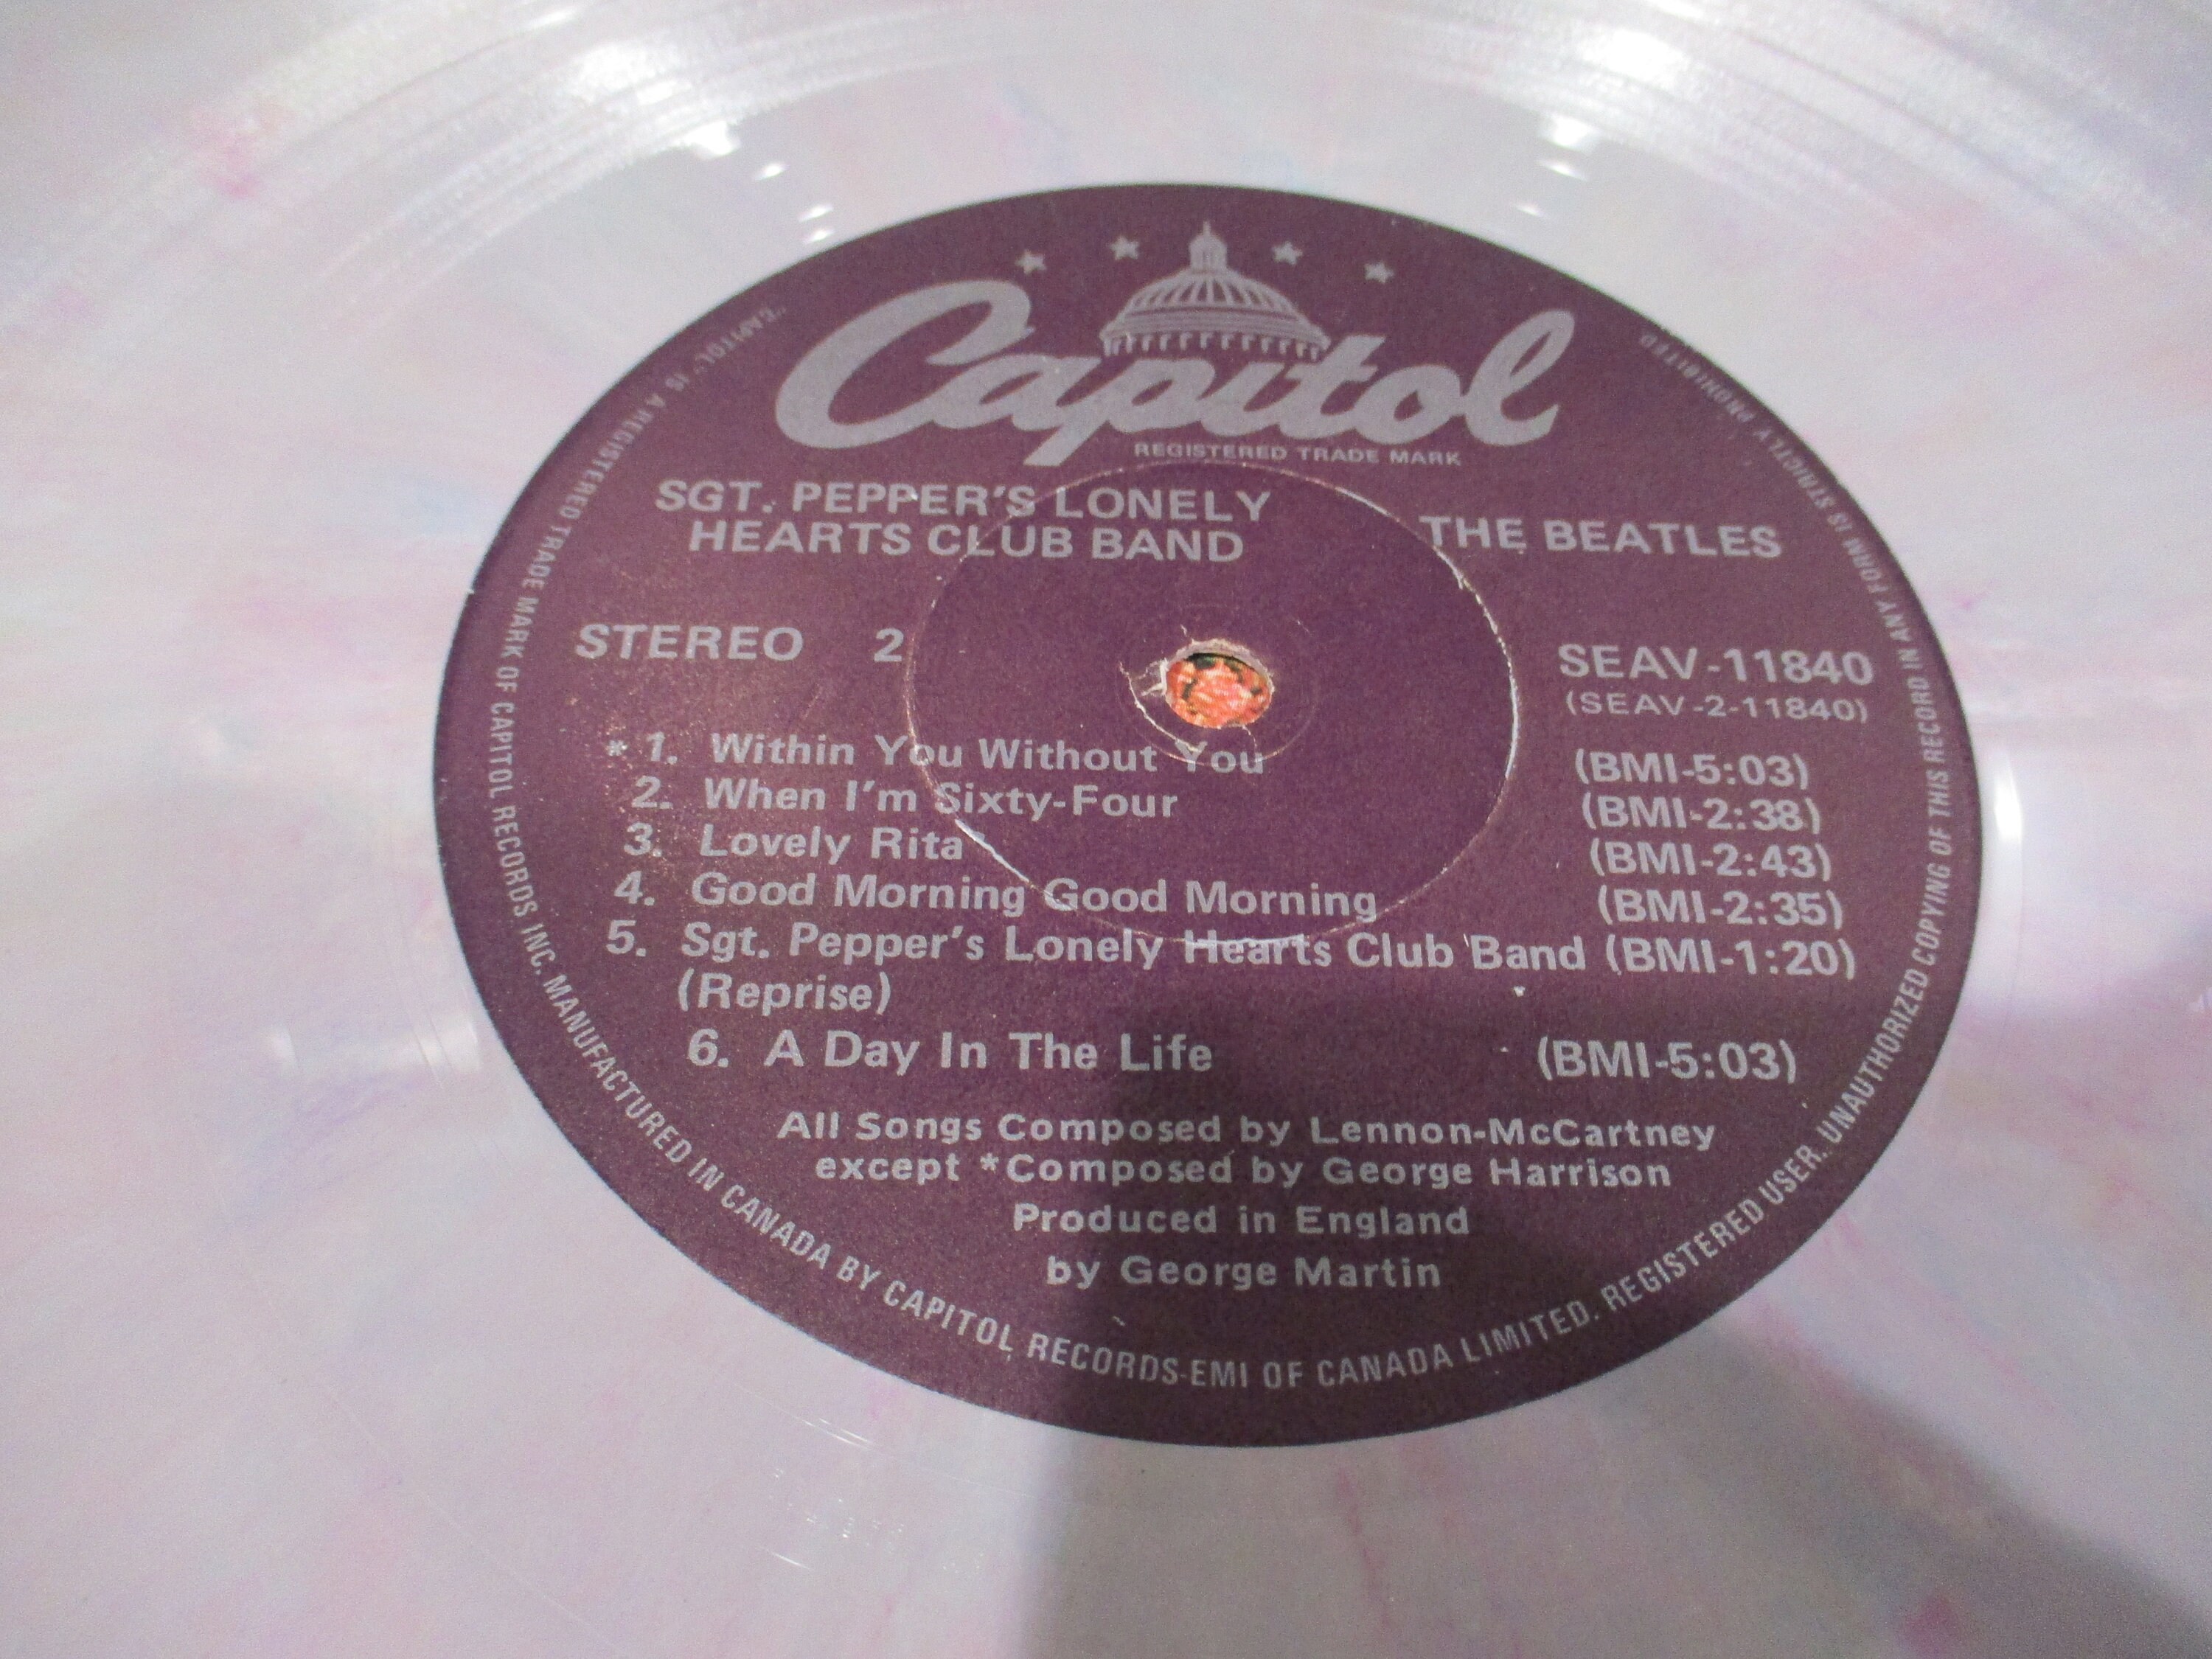 Capitol
REGISTERED TRADE MARK
SGT. PEPPER'S LONELY
HEARTS CLUB BAND
THE BEATLES
STEREO 2
SEAV-11840
(SEAV-2-11840)
* 1. Within You Without You (BMI-5:03)
2. When I'm Sixty-Four (BMI-2:38)
3. Lovely Rita (BMI-2:43)
4. Good Morning Good Morning (BMI-2:35)
5. Sgt. Pepper's Lonely Hearts Club Band (BMI-1:20)
(Reprise)
6. A Day In The Life (BMI-5:03)
All Songs Composed by Lennon-McCartney
except *Composed by George Harrison
Produced in England
by George Martin
"CAPITOL" IS A REGISTERED TRADE MARK OF CAPITOL RECORDS INC. MANUFACTURED IN CANADA BY CAPITOL RECORDS-EMI OF CANADA LIMITED. REGISTERED USER. UNAUTHORIZED COPYING OF THIS RECORD IN ANY FORM IS STRICTLY PROHIBITED